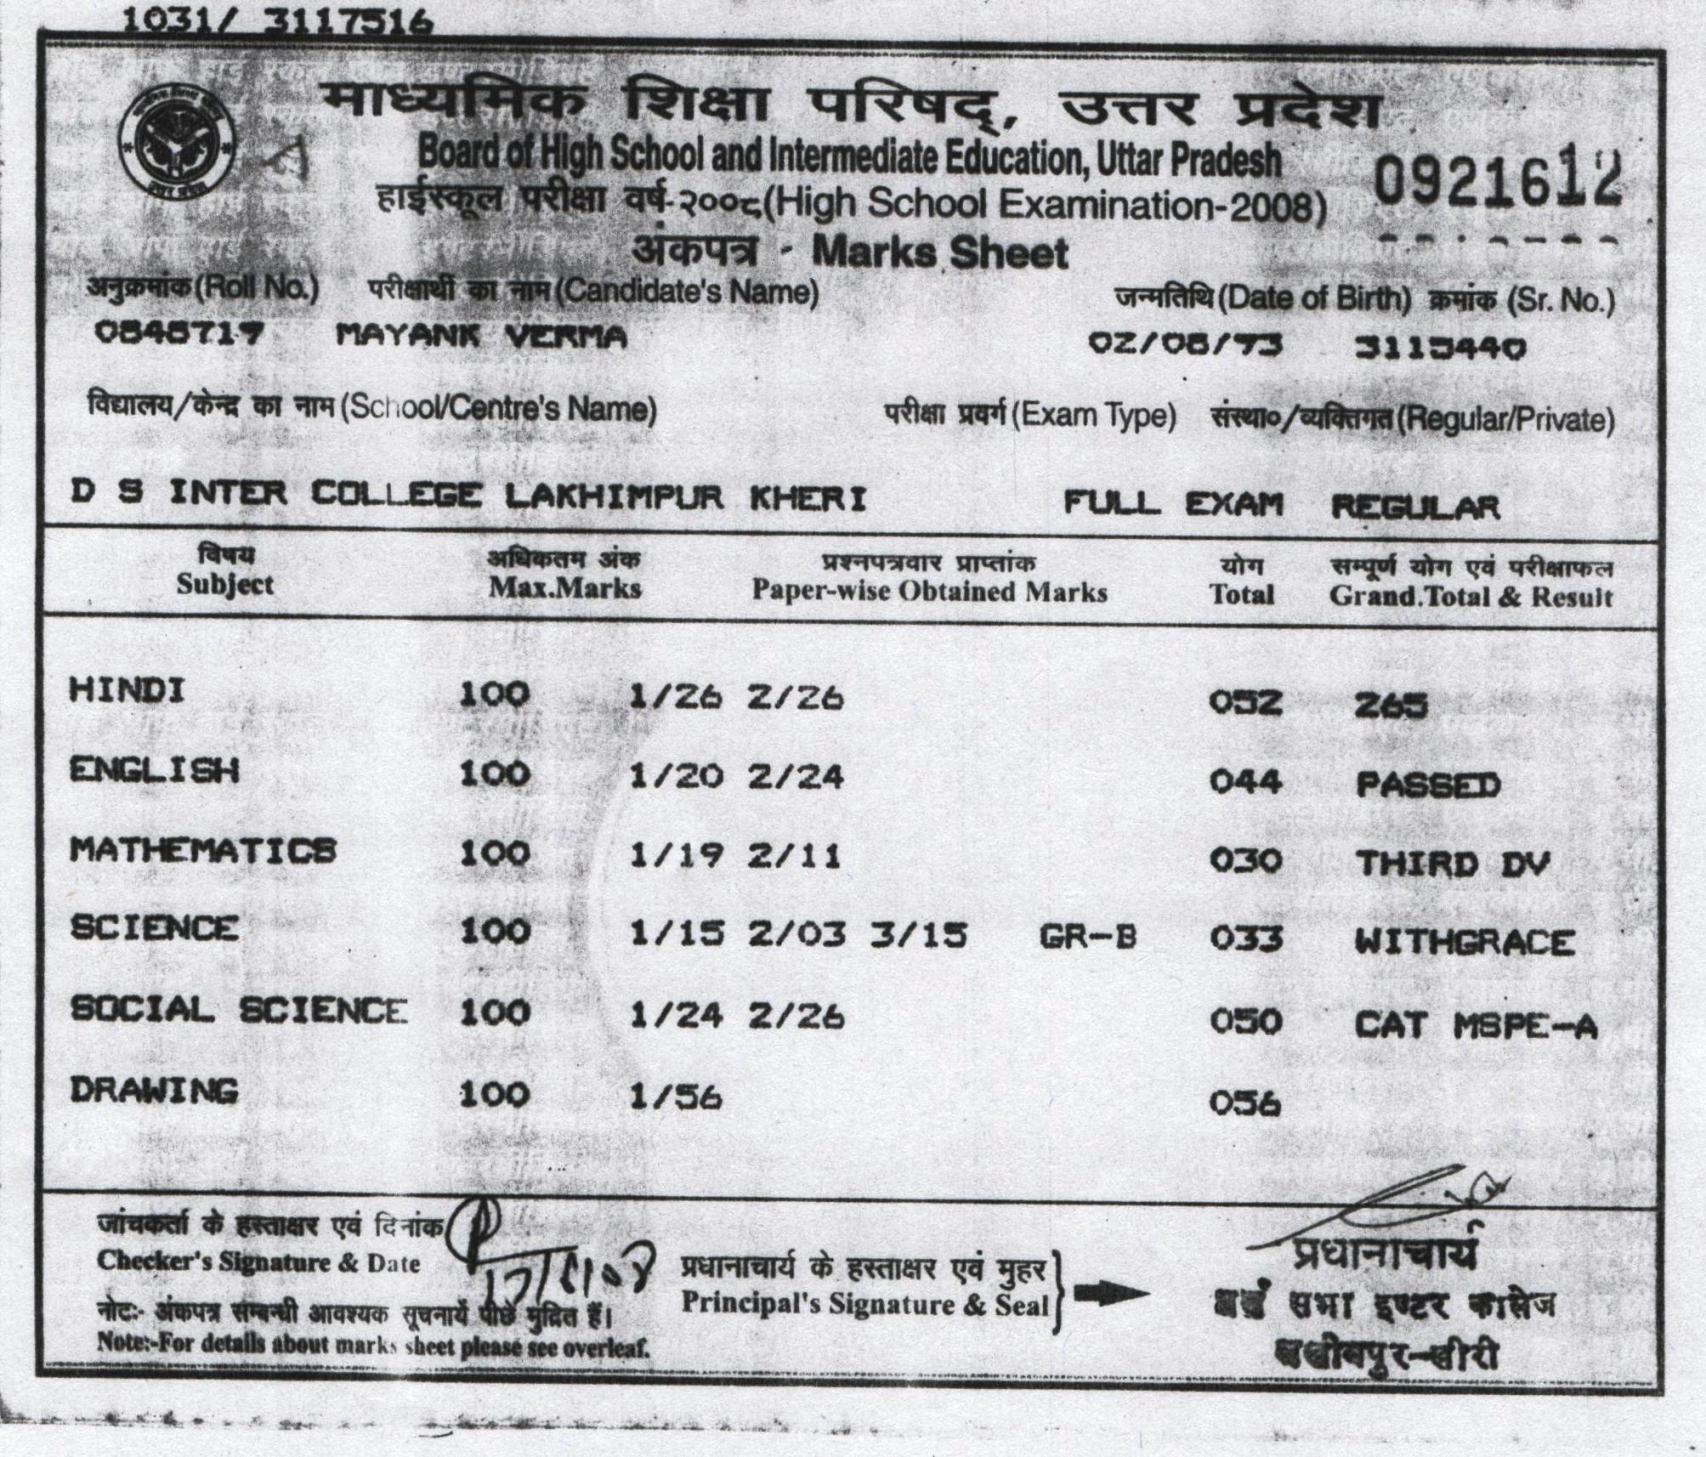 1031/ 3117516
माध्यमिक शिक्षा परिषद्, उत्तर प्रदेश
Board of High School and Intermediate Education, Uttar Pradesh
0921612
हाईस्कूल परीक्षा वर्ष-२००८(High School Examination-2008)
अंकपत्र - Marks Sheet
अनुक्रमांक(Roll No.) परीक्षार्थी का नाम(Candidate's Name) जन्मतिथि(Date of Birth) क्रमांक (Sr. No.)
0848719 MAYANK VERMA 02/08/93 3115440
विद्यालय/केन्द्र का नाम(School/Centre's Name) परीक्षा प्रवर्ग(Exam Type) संस्था०/व्यक्तिगत(Regular/Private)
D S INTER COLLEGE LAKHIMPUR KHERI FULL EXAM REGULAR
विषय अधिकतम अंक प्रश्नपत्रवार प्राप्तांक योग सम्पूर्ण योग एवं परीक्षाफल
Subject Max.Marks Paper-wise Obtained Marks Total Grand.Total & Result
HINDI 100 1/26 2/26 052 265
ENGLISH 100 1/20 2/24 044 PASSED
MATHEMATICS 100 1/19 2/11 030 THIRD DV
SCIENCE 100 1/15 2/03 3/15 GR-B 033 WITHGRACE
SOCIAL SCIENCE 100 1/24 2/26 050 CAT MSPE-A
DRAWING 100 1/56 056
जांचकर्ता के हस्ताक्षर एवं दिनांक
Checker's Signature & Date
नोटः- अंकपत्र सम्बन्धी आवश्यक सूचनायें पीछे मुद्रित हैं।
Note:-For details about marks sheet please see overleaf.
प्रधानाचार्य के हस्ताक्षर एवं मुहर
Principal's Signature & Seal
प्रधानाचार्य
सभा इण्टर कालेज